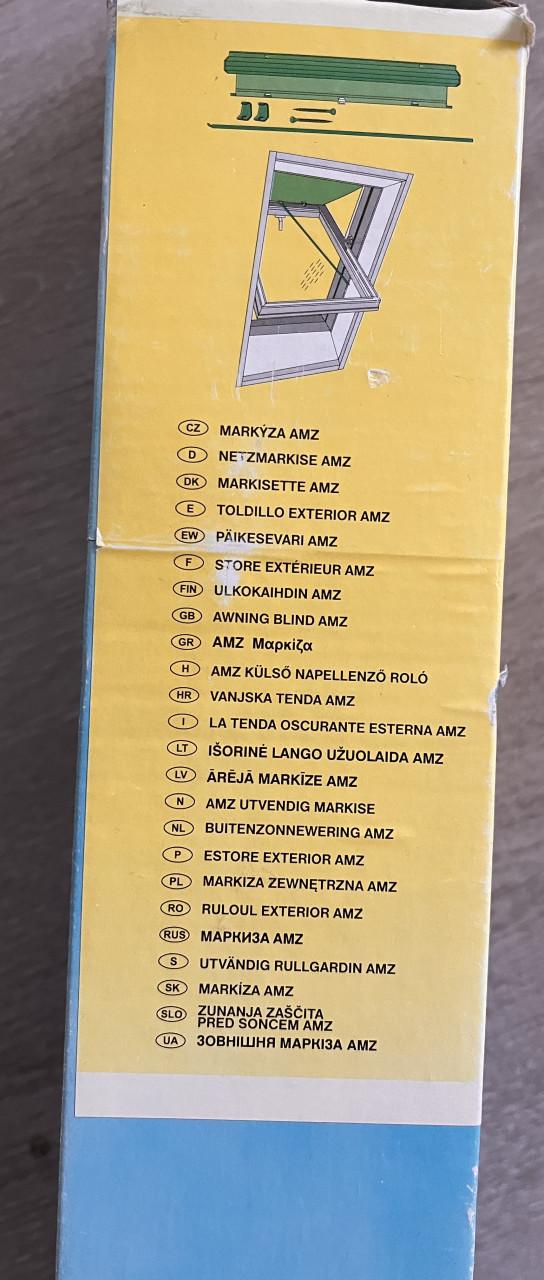 CZ MARKÝZA AMZ
D NETZMARKISE AMZ
DK MARKISETTE AMZ
E TOLDILLO EXTERIOR AMZ
EW PÄIKESEVARI AMZ
F STORE EXTÉRIEUR AMZ
FIN ULKOKAIHDIN AMZ
GB AWNING BLIND AMZ
GR AMZ Μαρκίζα
H AMZ KÜLSŐ NAPELLENZŐ ROLÓ
HR VANJSKA TENDA AMZ
I LA TENDA OSCURANTE ESTERNA AMZ
LT IŠORINĖ LANGO UŽUOLAIDA AMZ
LV ĀRĒJĀ MARKĪZE AMZ
N AMZ UTVENDIG MARKISE
NL BUITENZONNEWERING AMZ
P ESTORE EXTERIOR AMZ
PL MARKIZA ZEWNĘTRZNA AMZ
RO RULOUL EXTERIOR AMZ
RUS МАРКИЗА AMZ
S UTVÄNDIG RULLGARDIN AMZ
SK MARKÍZA AMZ
SLO ZUNANJA ZAŠČITA
PRED SONCEM AMZ
UA ЗОВНІШНЯ МАРКІЗА AMZ